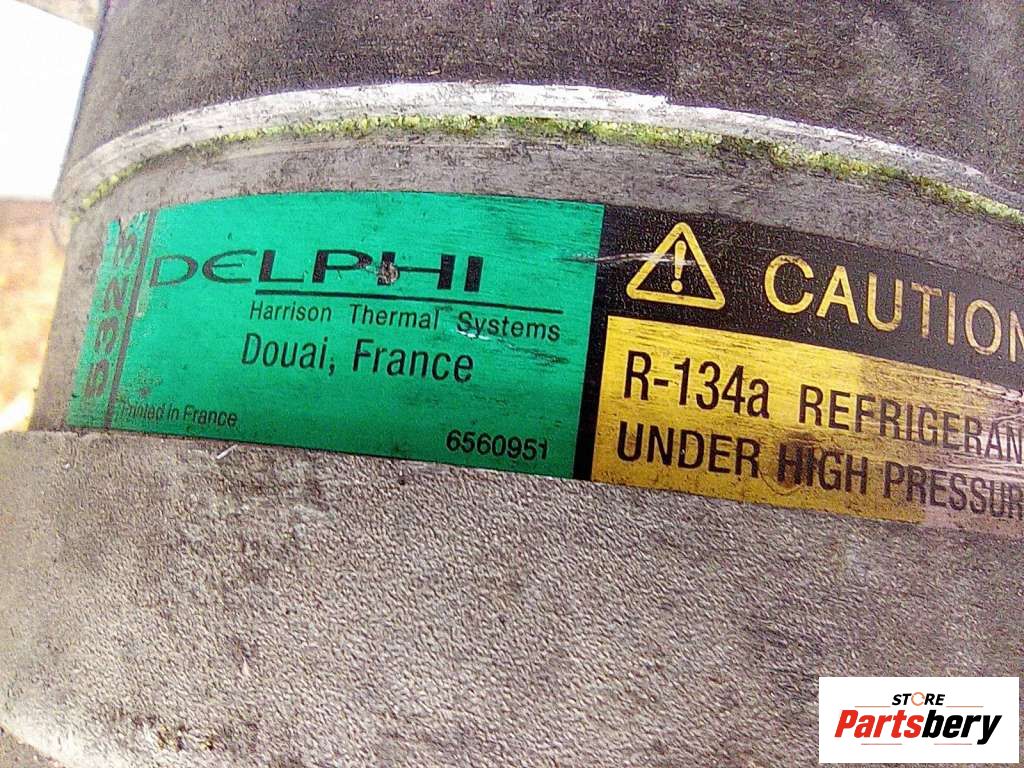 5323
DELPHI
Harrison Thermal Systems
Douai, France
Printed in France
6560951
CAUTION
R-134a REFRIGERAN
UNDER HIGH PRESSUR
STORE
Partsbery